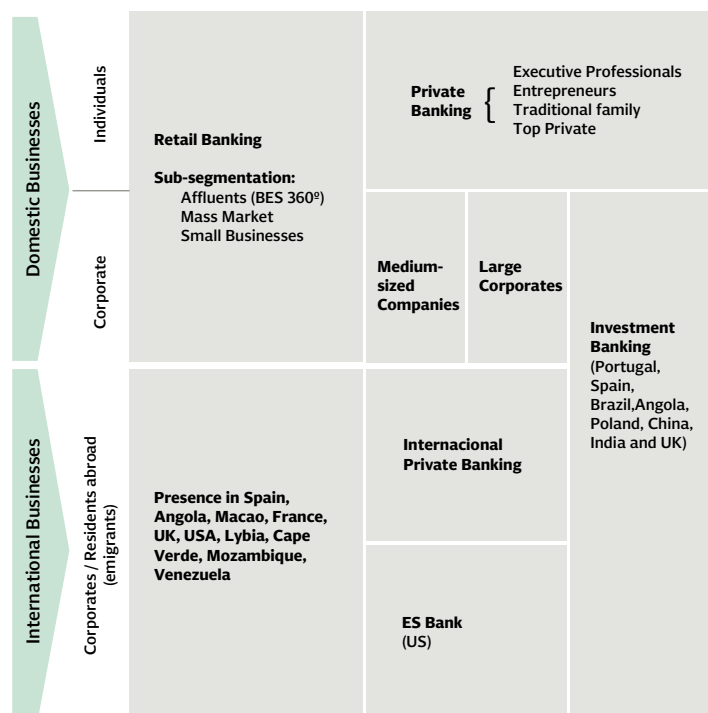 Domestic Businesses
Individuals
Corporate
Retail Banking
Sub-segmentation:
Affluents (BES 360º)
Mass Market
Small Businesses
Private
Banking
{
Executive Professionals
Entrepreneurs
Traditional family
Top Private
Medium-
sized
Companies
Large
Corporates
Investment
Banking
(Portugal,
Spain,
Brazil,Angola,
Poland, China,
India and UK)
International Businesses
Corporates / Residents abroad
(emigrants)
Presence in Spain,
Angola, Macao, France,
UK, USA, Lybia, Cape
Verde, Mozambique,
Venezuela
Internacional
Private Banking
ES Bank
(US)